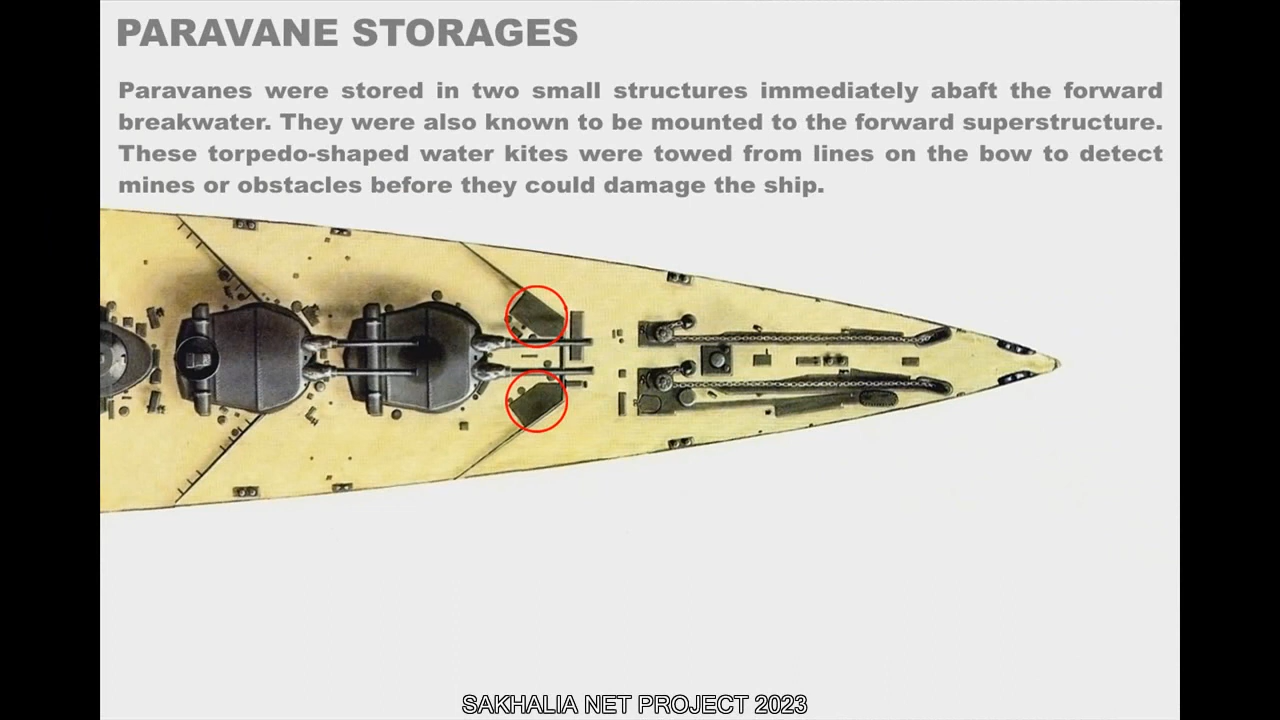 PARAVANE STORAGES
Paravanes were stored in two small structures immediately abaft the forward
breakwater. They were also known to be mounted to the forward superstructure.
These torpedo-shaped water kites were towed from lines on the bow to detect
mines or obstacles before they could damage the ship.
SAKHALIA NET PROJECT 2023